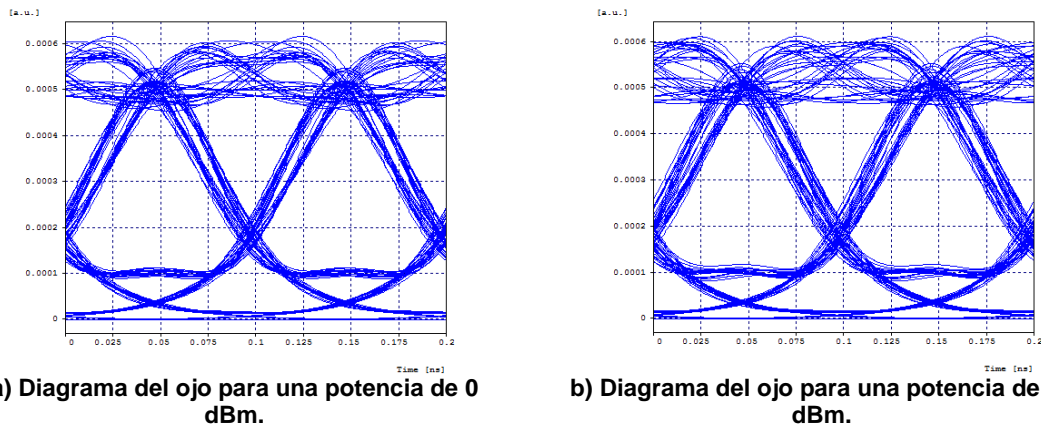 [a.u.]
0.0006
0.0005
0.0004
0.0003
0.0002
0.0001
0
0 0.025 0.05 0.075 0.1 0.125 0.15 0.175 0.2
Time [ns]
a) Diagrama del ojo para una potencia de 0
dBm.
[a.u.]
0.0006
0.0005
0.0004
0.0003
0.0002
0.0001
0
0 0.025 0.05 0.075 0.1 0.125 0.15 0.175 0.2
Time [ns]
b) Diagrama del ojo para una potencia de
dBm.